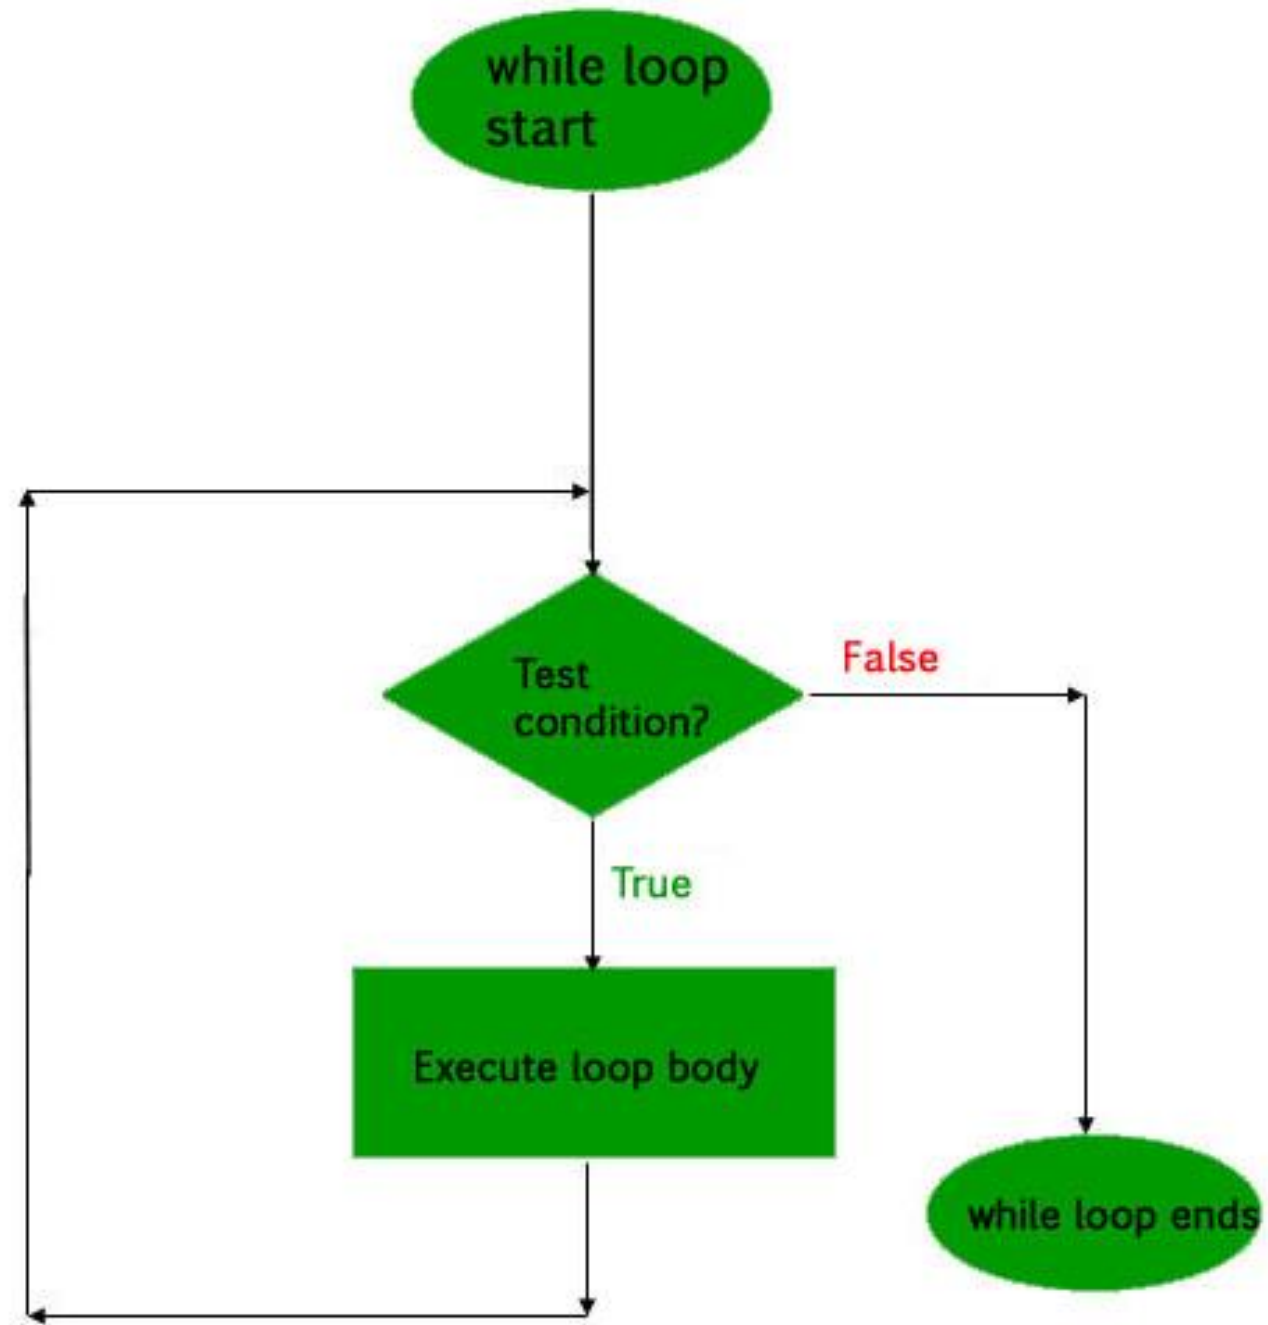 while loop
start
Test
condition?
False
True
Execute loop body
while loop ends